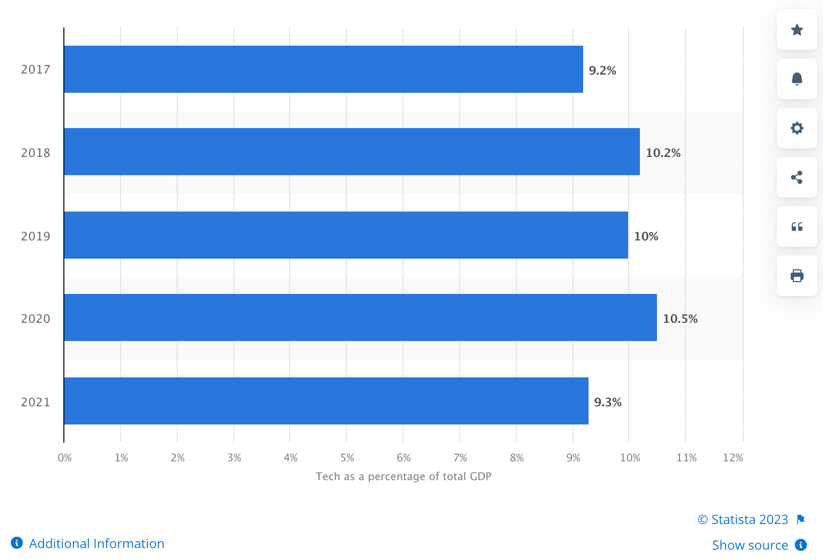 2017
9.2%
2018
10.2%
2019
10%
2020
10.5%
2021
9.3%
0% 1% 2% 3% 4% 5% 6% 7% 8% 9% 10% 11% 12%
Tech as a percentage of total GDP
© Statista 2023
Additional Information
Show source